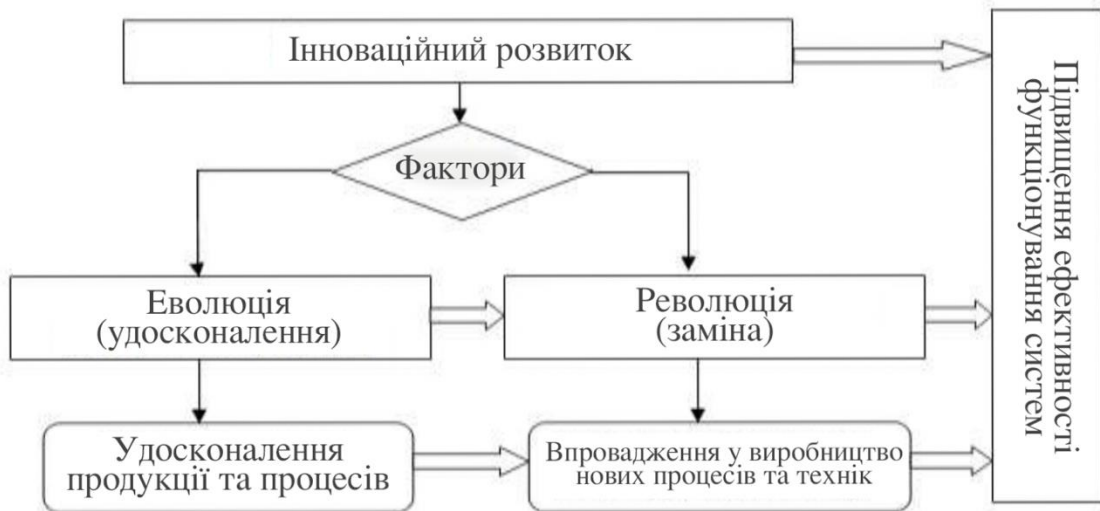 Інноваційний розвиток
Фактори
Еволюція
(удосконалення)
Революція
(заміна)
Удосконалення
продукції та процесів
Впровадження у виробництво
нових процесів та технік
Підвищення ефективності
функціонування систем